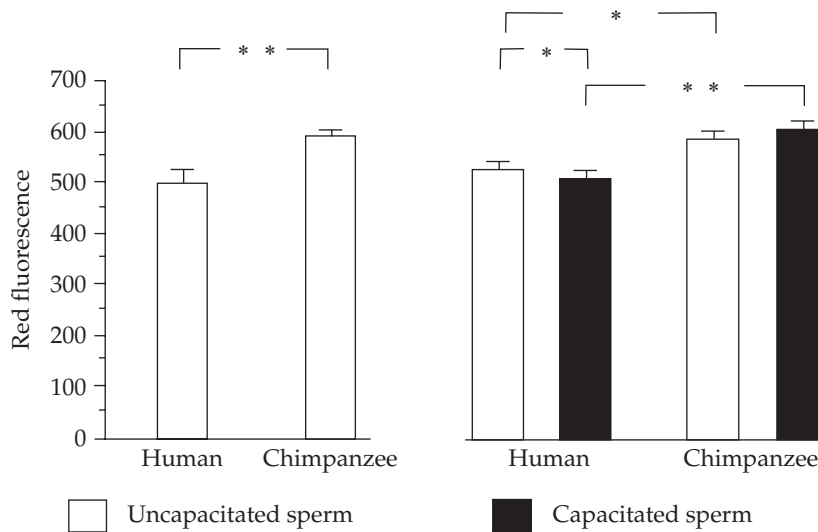 * *
*
*
* *
Red fluorescence
700
600
500
400
300
200
100
0
Human Chimpanzee
Human Chimpanzee
Uncapacitated sperm
Capacitated sperm